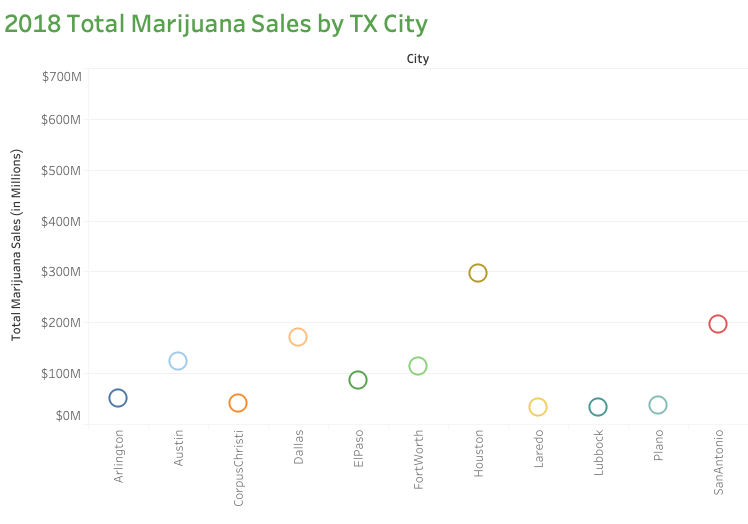 2018 Total Marijuana Sales by TX City
City
$700M
$600M
$500M
$400M
$300M
$200M
$100M
$0M
Total Marijuana Sales (in Millions)
Arlington
Austin
CorpusChristi
Dallas
ElPaso
FortWorth
Houston
Laredo
Lubbock
Plano
SanAntonio